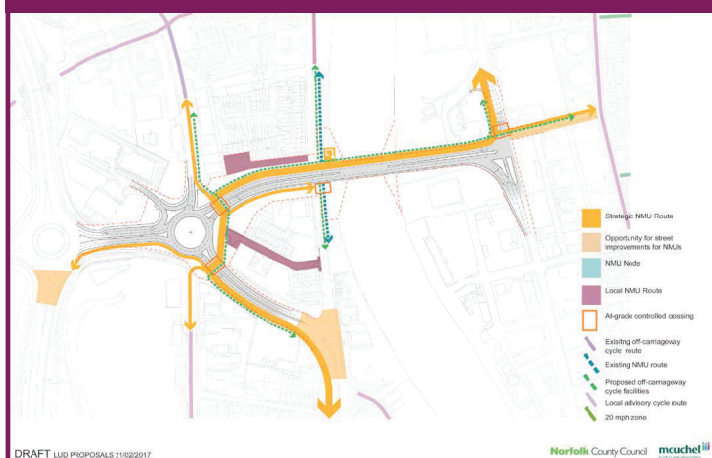 Strategic NMU Route
Opportunity for street
improvements for NMUs
NMU Node
Local NMU Route
At-grade controlled crossing
Exisitng off-carriageway
cycle route
Existing NMU route
Proposed off-carriageway
cycle facilities
Local advisory cycle route
20 mph zone
DRAFT LUD PROPOSALS 11/02/2017
Norfolk County Council
mouchel